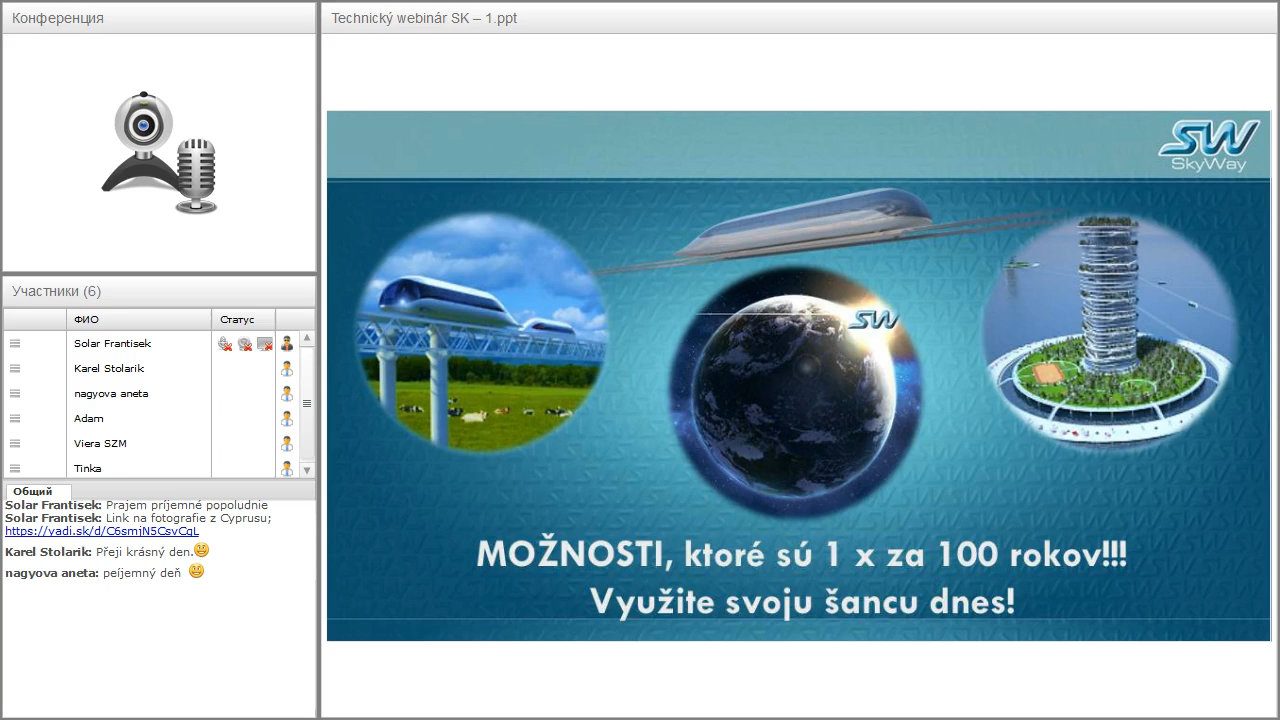 Конференция
Technický webinár SK – 1.ppt
Участники (6)
ФИО
Статус
Solar Frantisek
Karel Stolarik
nagyova aneta
Adam
Viera SZM
Tinka
Общий
Solar Frantisek: Prajem príjemné popoludnie
Solar Frantisek: Link na fotografie z Cyprusu;
https://yadi.sk/d/C6smjN5CsvCqL
Karel Stolarik: Přeji krásný den.
nagyova aneta: peíjemný deň
SW
SkyWay
SW
MOŽNOSTI, ktoré sú 1 x za 100 rokov!!!
Využite svoju šancu dnes!